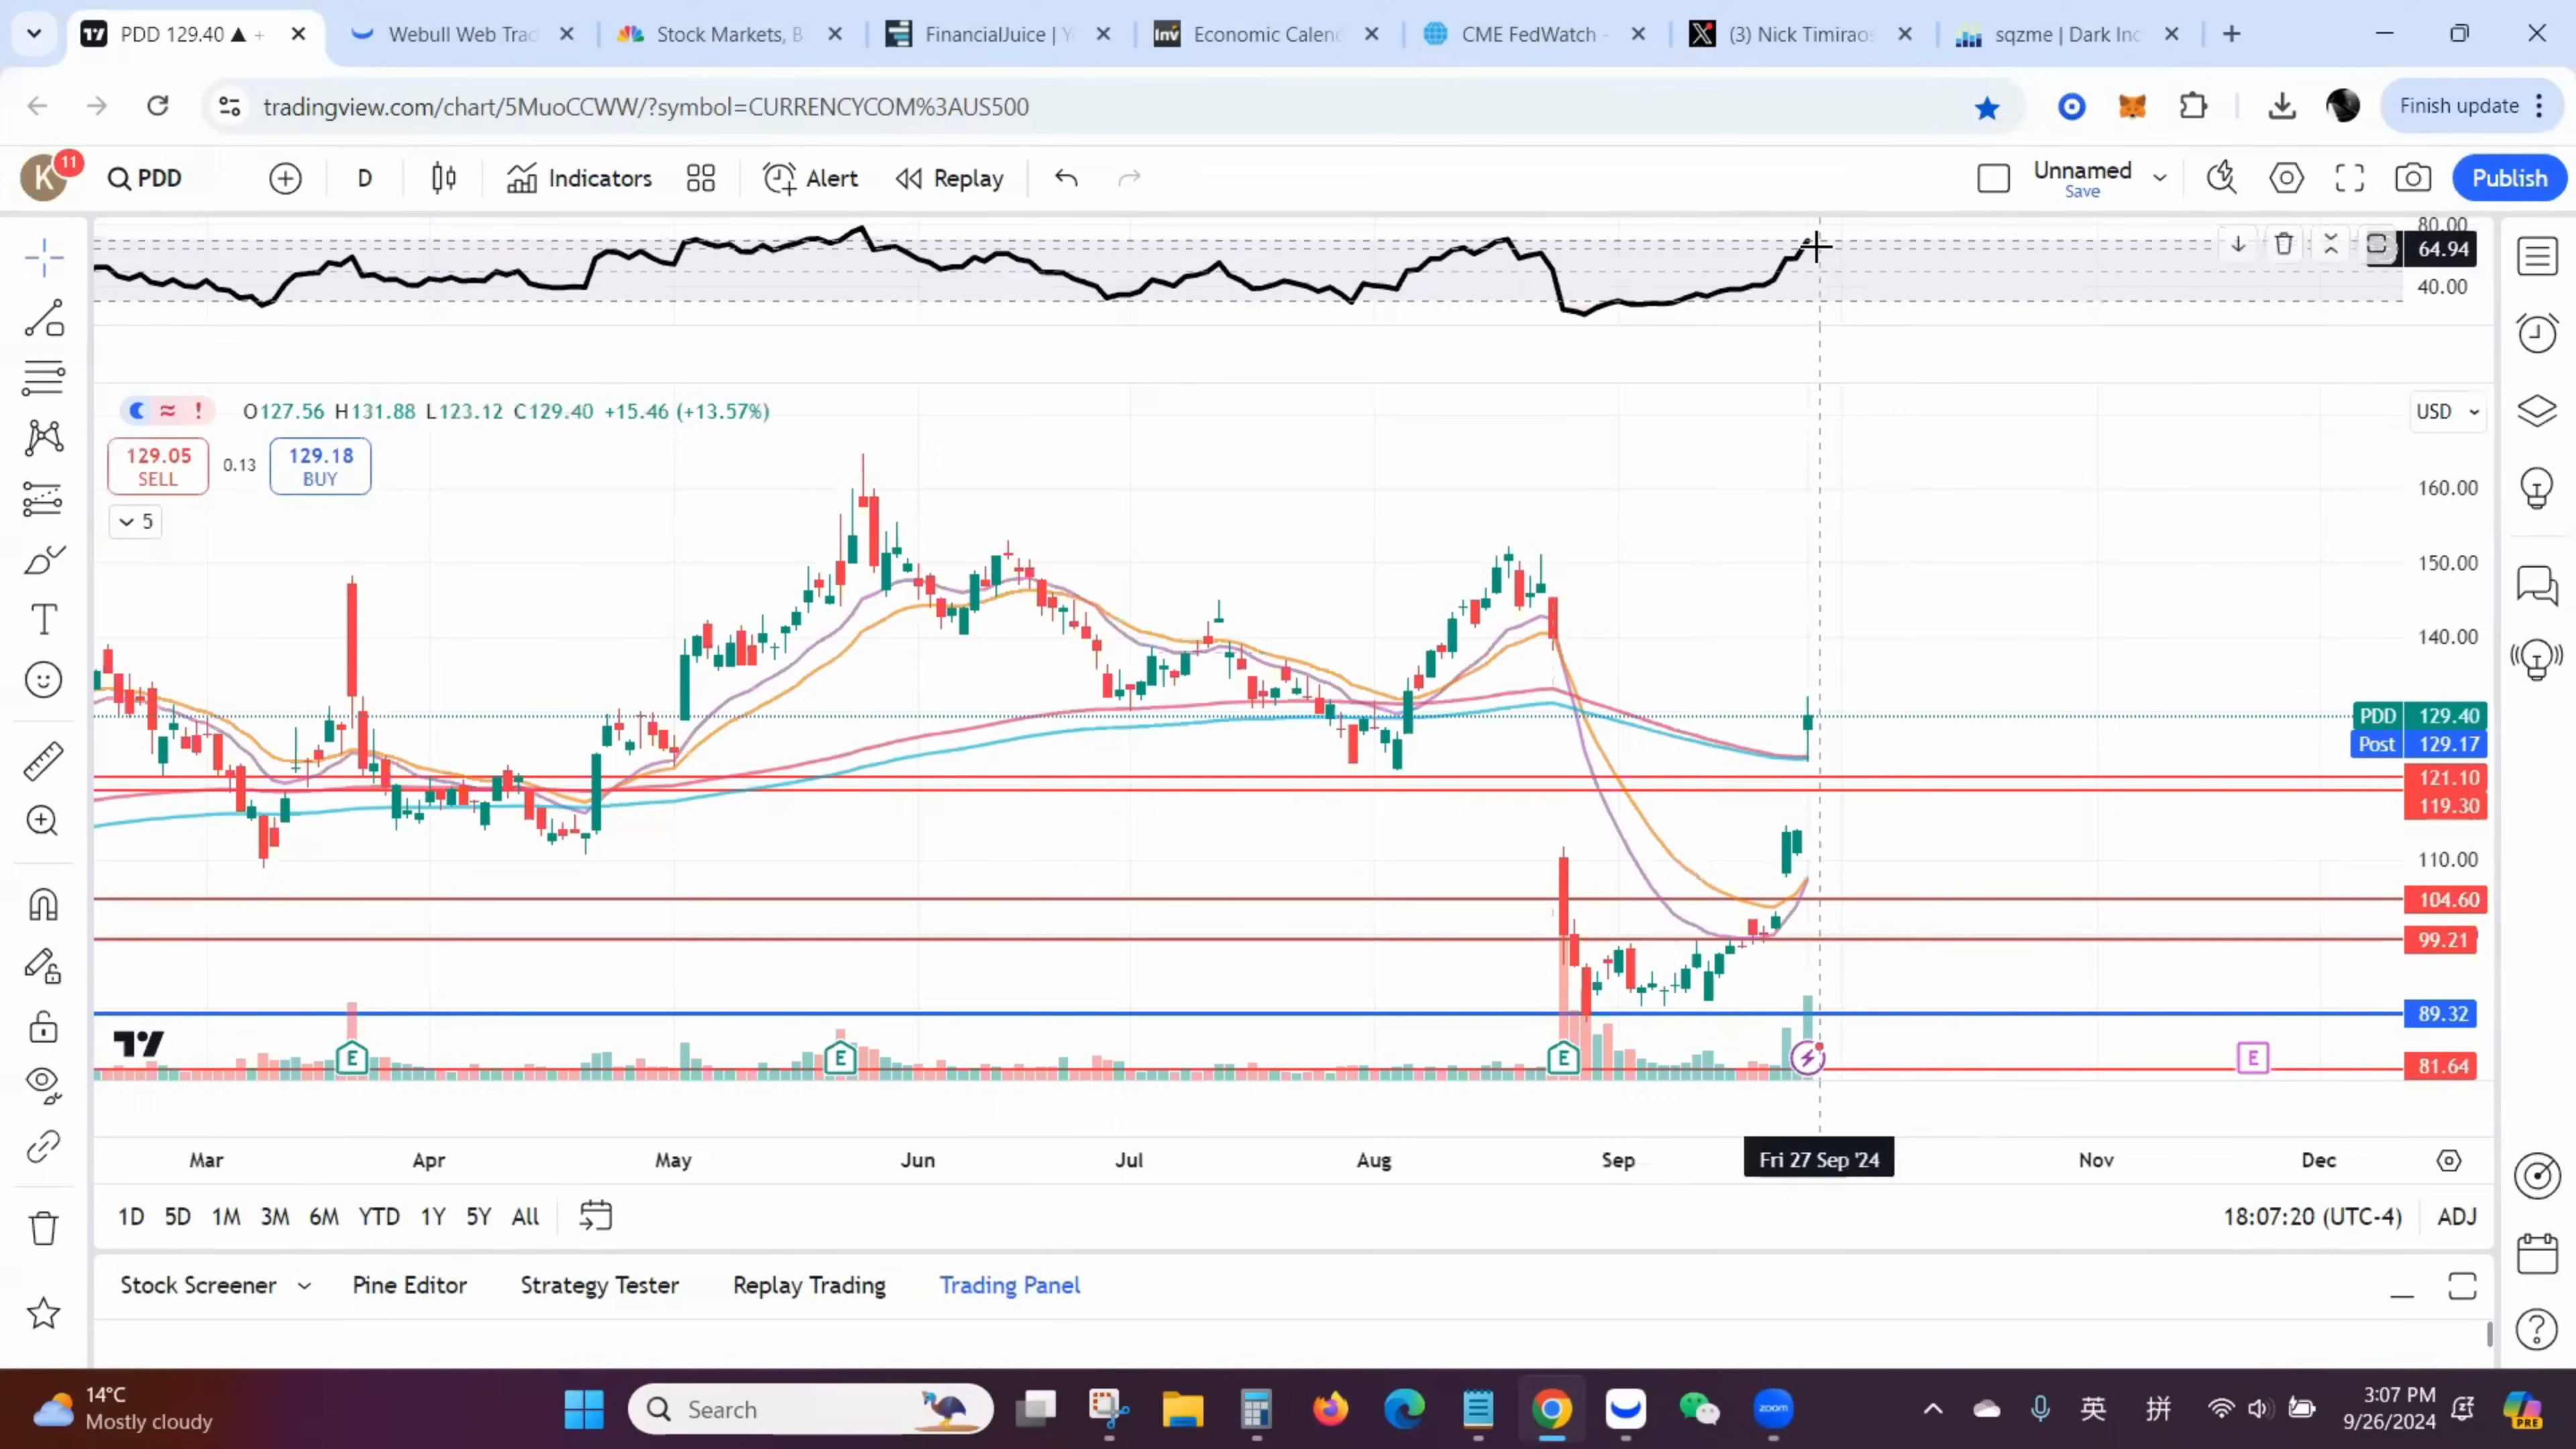 PDD 129.40 ▲ +
Webull Web Trad
Stock Markets, B
FinancialJuice | Y
Inv Economic Calend
CME FedWatch -
(3) Nick Timiraos
sqzme | Dark Inc
tradingview.com/chart/5MuoCCWW/?symbol=CURRENCYCOM%3AUS500
Finish update
K 11
PDD
D
Indicators
Alert
Replay
Unnamed
Save
Publish
80.00
64.94
40.00
O127.56 H131.88 L123.12 C129.40 +15.46 (+13.57%)
USD
129.05
SELL
0.13
129.18
BUY
5
160.00
150.00
140.00
PDD 129.40
Post 129.17
121.10
119.30
110.00
104.60
99.21
89.32
81.64
E
E
E
E
Mar Apr May Jun Jul Aug Sep Fri 27 Sep '24 Nov Dec
1D 5D 1M 3M 6M YTD 1Y 5Y All
18:07:20 (UTC-4) ADJ
Stock Screener Pine Editor Strategy Tester Replay Trading Trading Panel
14°C
Mostly cloudy
Search
zoom
英
拼
3:07 PM
9/26/2024
PRE